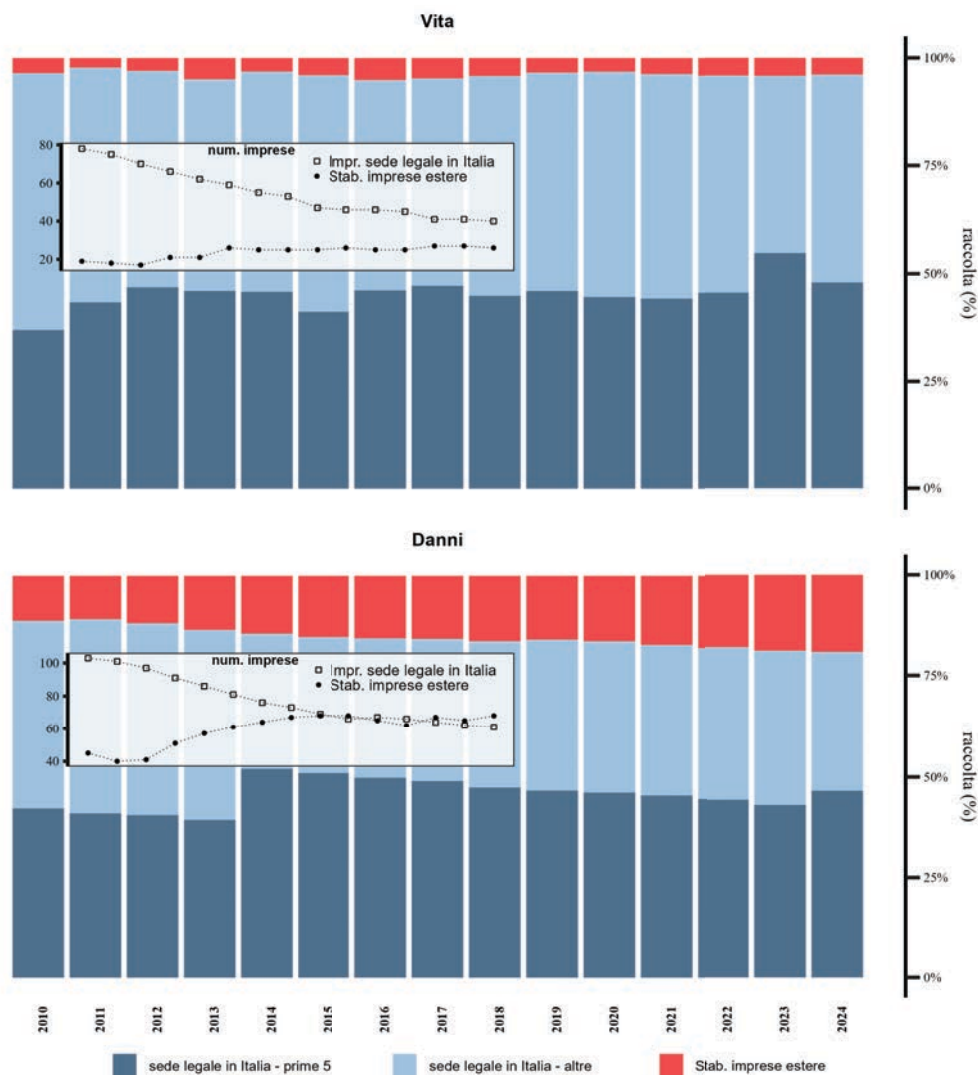 Vita
100%
75%
50%
25%
0%
raccolta (%)
num. imprese
Impr. sede legale in Italia
Stab. imprese estere
80
60
40
20
Danni
100%
75%
50%
25%
0%
raccolta (%)
num. imprese
Impr. sede legale in Italia
Stab. imprese estere
100
80
60
40
2010 2011 2012 2013 2014 2015 2016 2017 2018 2019 2020 2021 2022 2023 2024
sede legale in Italia - prime 5 sede legale in Italia - altre Stab. imprese estere